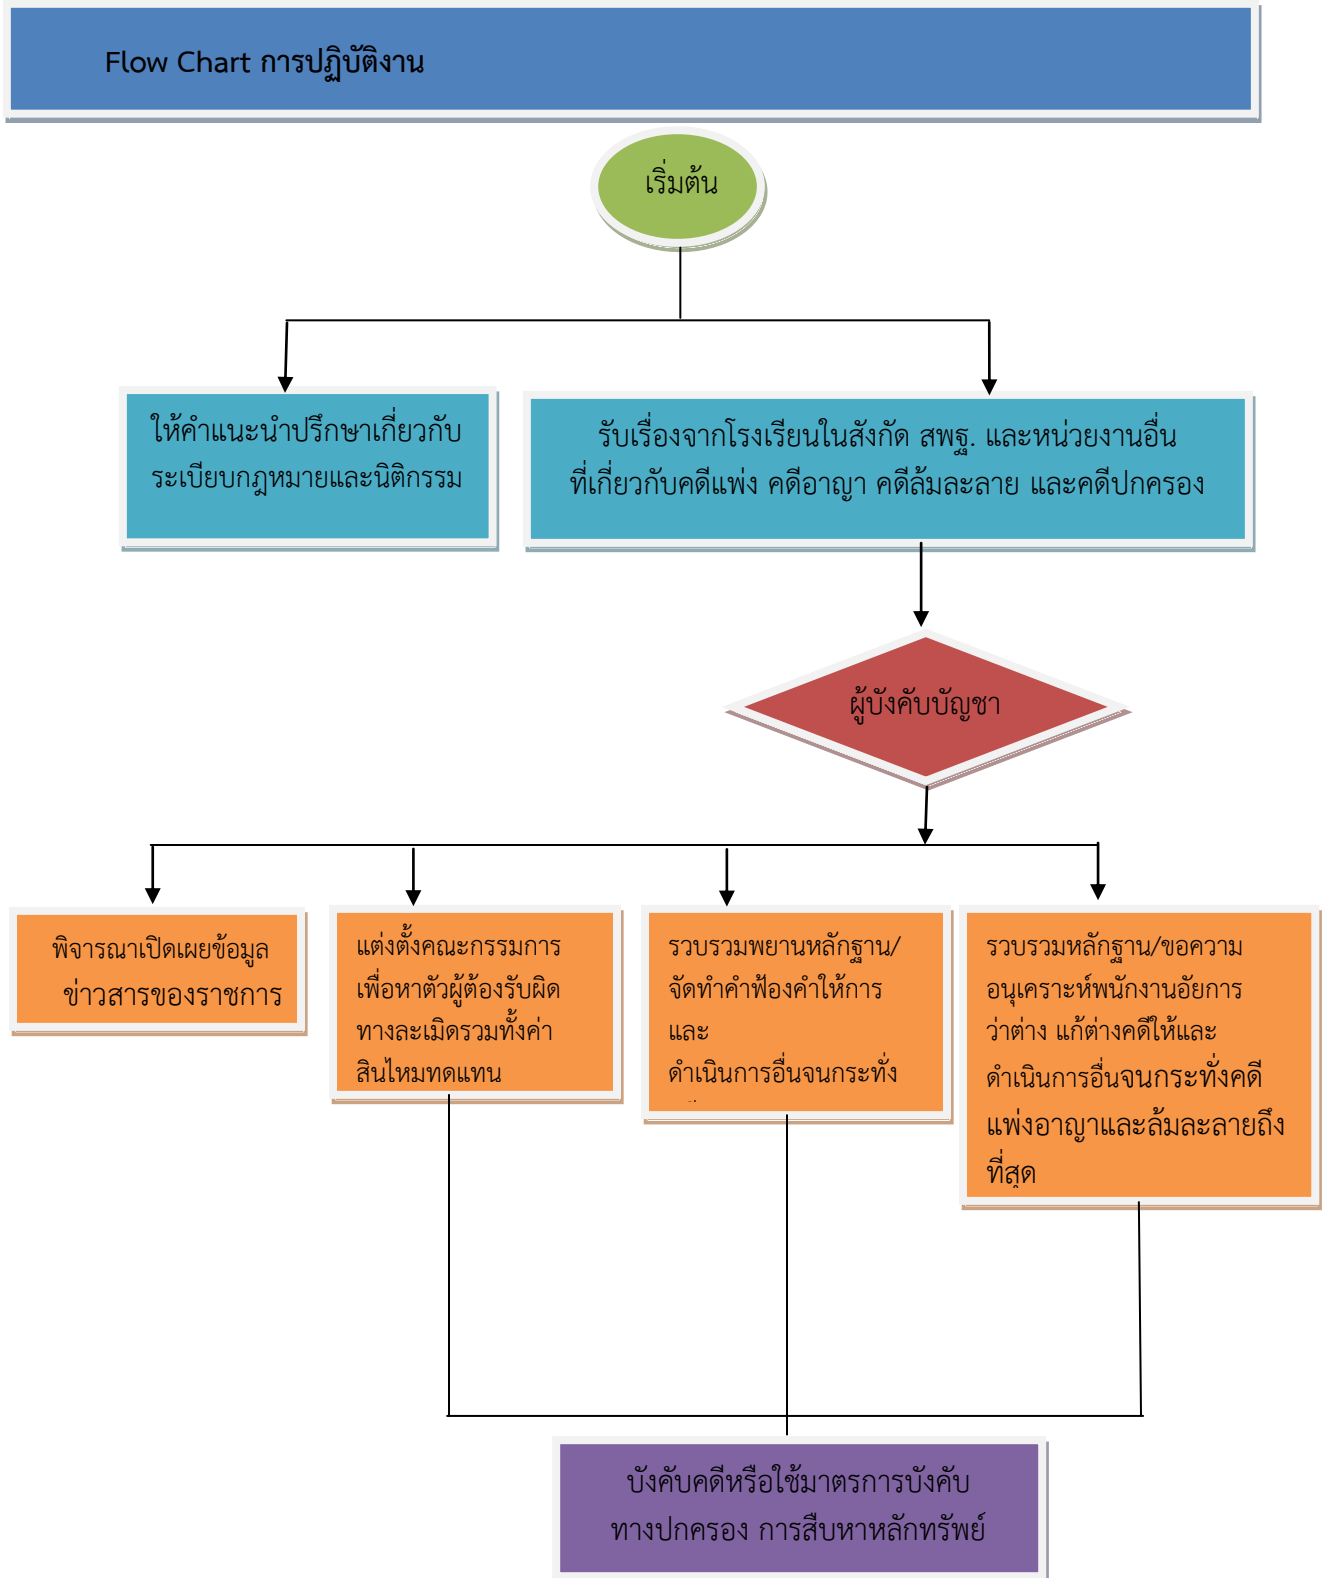 Flow Chart การปฏิบัติงาน
เริ่มต้น
ให้คำแนะนำปรึกษาเกี่ยวกับ
ระเบียบกฎหมายและนิติกรรม
รับเรื่องจากโรงเรียนในสังกัด สพฐ. และหน่วยงานอื่น
ที่เกี่ยวกับคดีแพ่ง คดีอาญา คดีล้มละลาย และคดีปกครอง
ผู้บังคับบัญชา
พิจารณาเปิดเผยข้อมูล
ข่าวสารของราชการ
แต่งตั้งคณะกรรมการ
เพื่อหาตัวผู้ต้องรับผิด
ทางละเมิดรวมทั้งค่า
สินไหมทดแทน
รวบรวมพยานหลักฐาน/
จัดทำคำฟ้องคำให้การ
และ
ดำเนินการอื่นจนกระทั่ง
รวบรวมหลักฐาน/ขอความ
อนุเคราะห์พนักงานอัยการ
ว่าต่าง แก้ต่างคดีให้และ
ดำเนินการอื่นจนกระทั่งคดี
แพ่งอาญาและล้มละลายถึง
ที่สุด
บังคับคดีหรือใช้มาตรการบังคับ
ทางปกครอง การสืบหาหลักทรัพย์